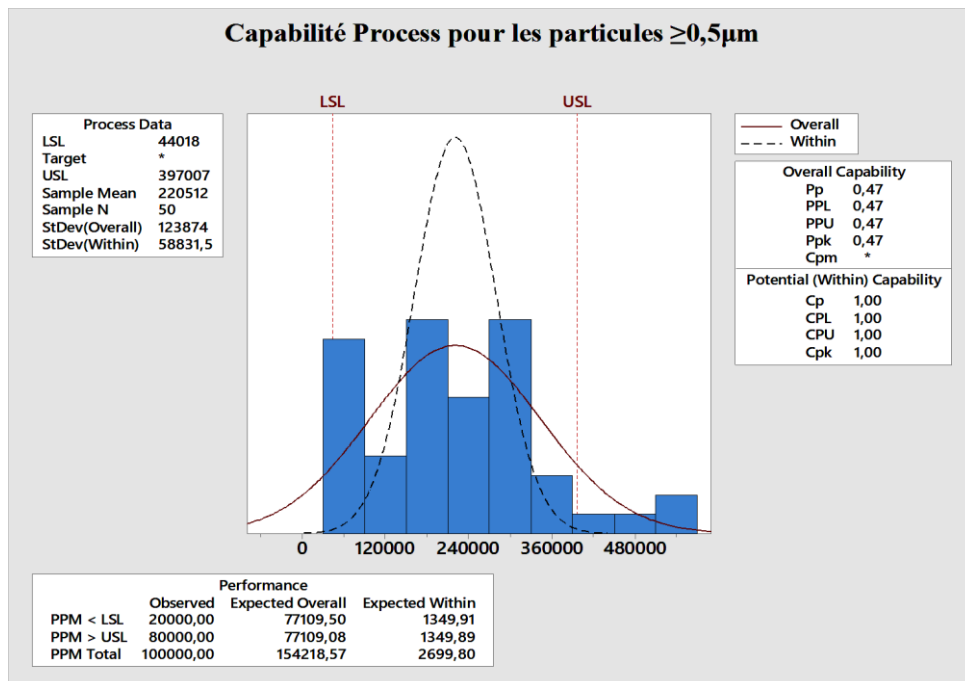 Capabilité Process pour les particules ≥0,5µm
LSL USL
Process Data
LSL 44018
Target *
USL 397007
Sample Mean 220512
Sample N 50
StDev(Overall) 123874
StDev(Within) 58831,5
Overall
Within
Overall Capability
Pp 0,47
PPL 0,47
PPU 0,47
Ppk 0,47
Cpm *
Potential (Within) Capability
Cp 1,00
CPL 1,00
CPU 1,00
Cpk 1,00
0 120000 240000 360000 480000
Performance
Observed Expected Overall Expected Within
PPM < LSL 20000,00 77109,50 1349,91
PPM > USL 80000,00 77109,08 1349,89
PPM Total 100000,00 154218,57 2699,80